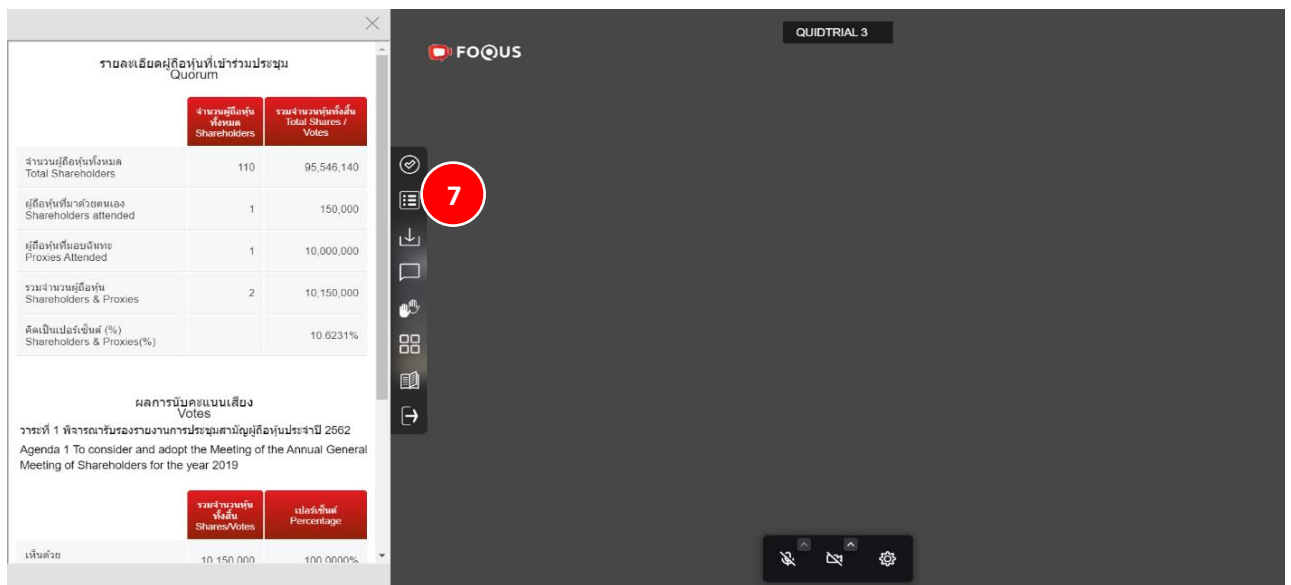 QUIDTRIAL 3
FOQUS
รายละเอียดผู้ถือหุ้นที่เข้าร่วมประชุม
Quorum
จำนวนผู้ถือหุ้น
ทั้งหมด
Shareholders
รวมจำนวนหุ้นทั้งสิ้น
Total Shares /
Votes
จำนวนผู้ถือหุ้นทั้งหมด
Total Shareholders
110
95,546,140
ผู้ถือหุ้นที่มาด้วยตนเอง
Shareholders attended
1
150,000
ผู้ถือหุ้นที่มอบฉันทะ
Proxies Attended
1
10,000,000
รวมจำนวนผู้ถือหุ้น
Shareholders & Proxies
2
10,150,000
คิดเป็นเปอร์เซ็นต์ (%)
Shareholders & Proxies(%)
10.6231%
ผลการนับคะแนนเสียง
Votes
วาระที่ 1 พิจารณารับรองรายงานการประชุมสามัญผู้ถือหุ้นประจำปี 2562
Agenda 1 To consider and adopt the Meeting of the Annual General
Meeting of Shareholders for the year 2019
รวมจำนวนหุ้น
ทั้งสิ้น
Shares/Votes
เปอร์เซ็นต์
Percentage
เห็นด้วย
10,150,000
100.0000%
7